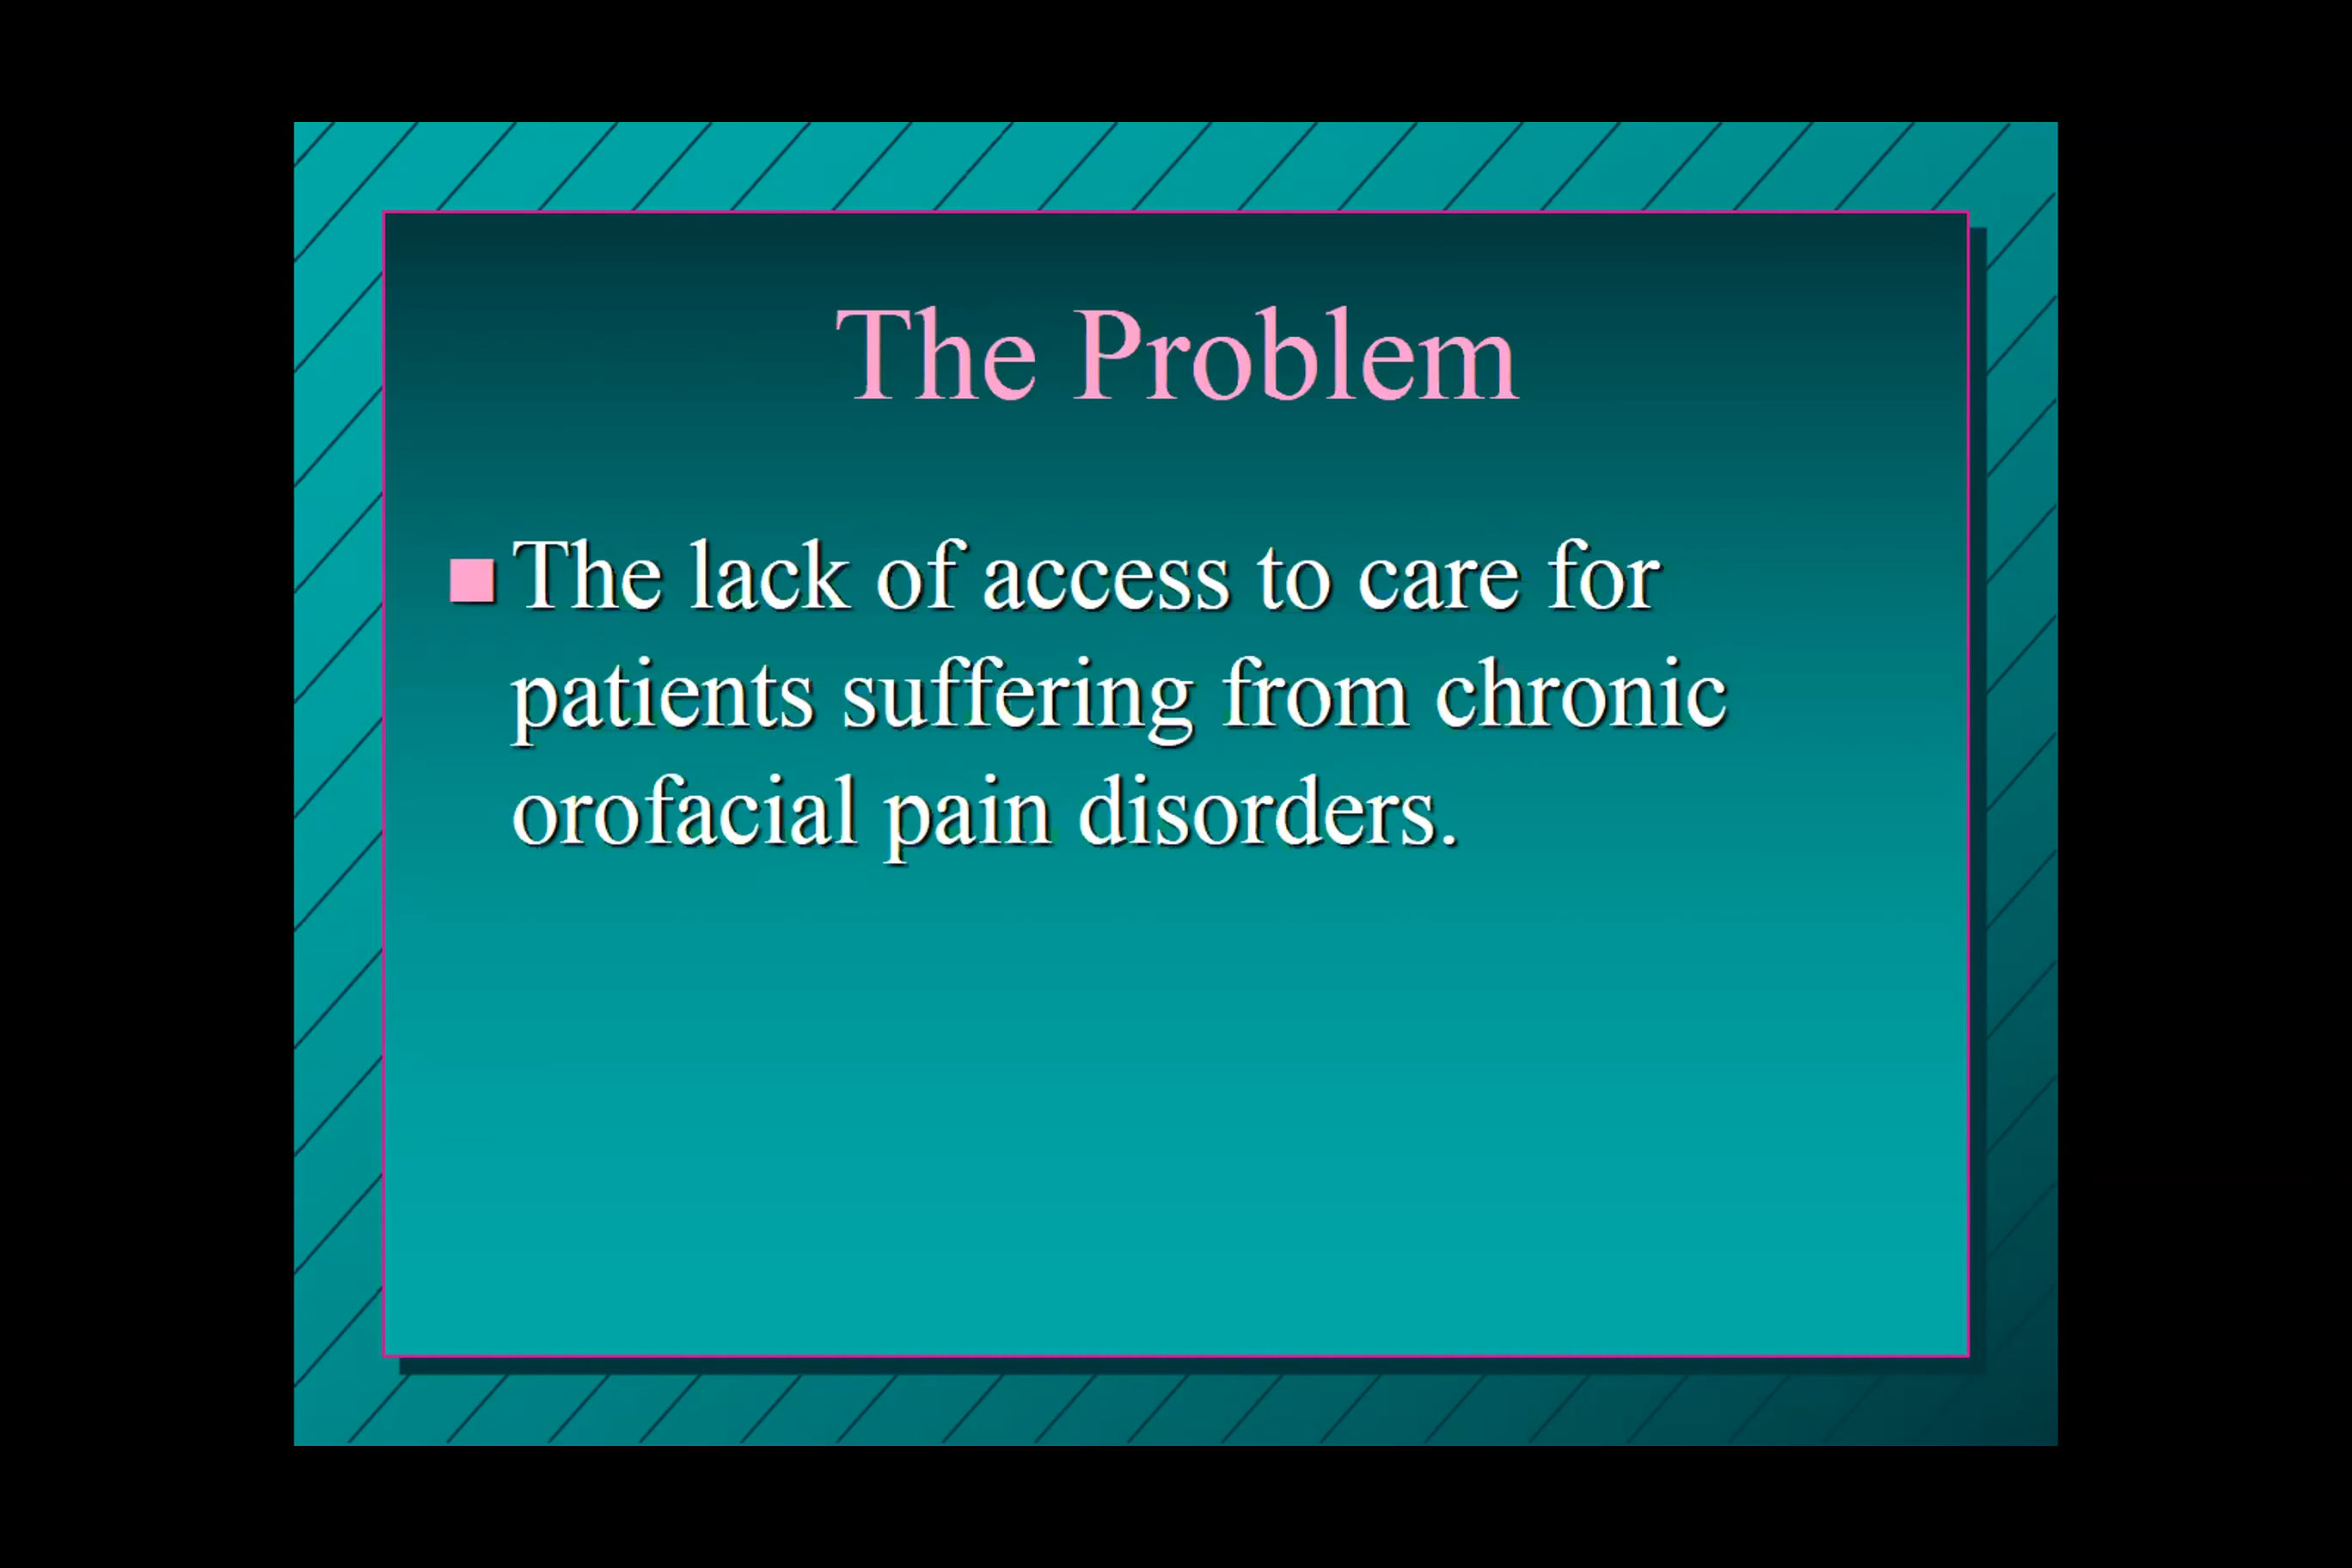 The Problem
The lack of access to care for
patients suffering from chronic
orofacial pain disorders.